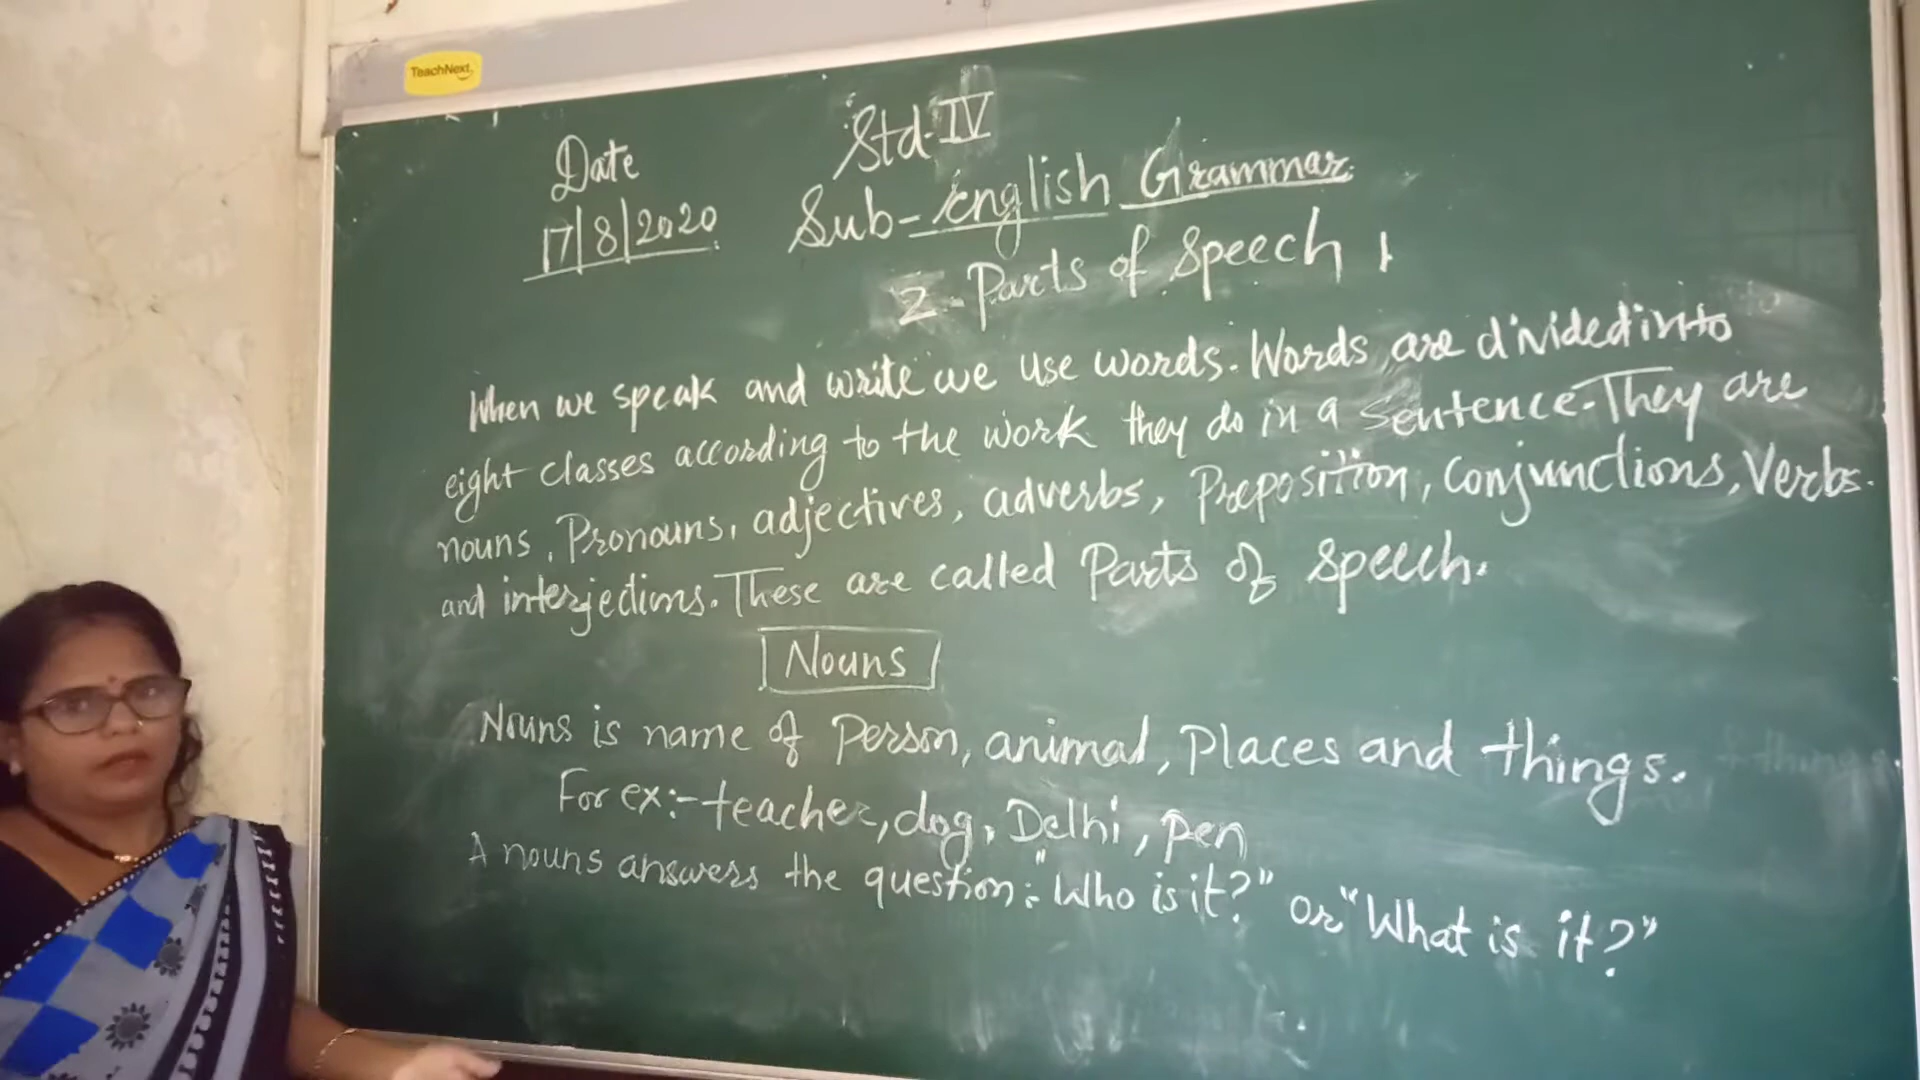 TeachNext
Date
17/8/2020
Std-IV
Sub-English Grammar
2-Parts of Speech
When we speak and write we use words. Words are divided into
eight classes according to the work they do in a sentence. They are
nouns, Pronouns, adjectives, adverbs, Preposition, Conjunctions, Verbs.
and interjections. These are called Parts of Speech.
Nouns
Nouns is name of Person, animal, Places and things.
For ex:- teacher, dog, Delhi, pen
A nouns answers the question: "Who is it?" or "What is it?"